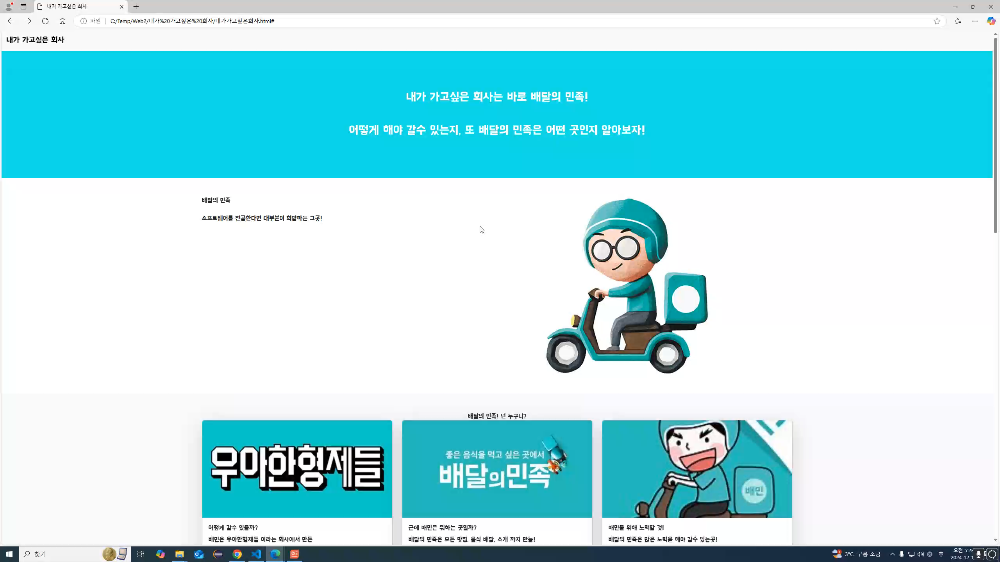 내가 가고싶은 회사
파일
C:/Temp/Web2/내가%20가고싶은%20회사/내가가고싶은회사.html#
내가 가고싶은 회사
내가 가고싶은 회사는 바로 배달의 민족!
어떻게 해야 갈수 있는지, 또 배달의 민족은 어떤 곳인지 알아보자!
배달의 민족
소프트웨어를 전공한다면 대부분이 희망하는 그곳!
배달의 민족! 넌 누구니?
우아한형제들
좋은 음식을 먹고 싶은 곳에서
배달의민족
배민
어떻게 갈수 있을까?
배민은 우아한형제들 이라는 회사에서 만든
근데 배민은 뭐하는 곳일까?
배달의 민족은 모든 맛집, 음식 배달, 소개 까지 만능!
배민을 위해 노력할 것!
배달의 민족은 많은 노력을 해야 갈수 있는곳!
찾기
3°C 구름 조금
오전 5:23
2024-12-1